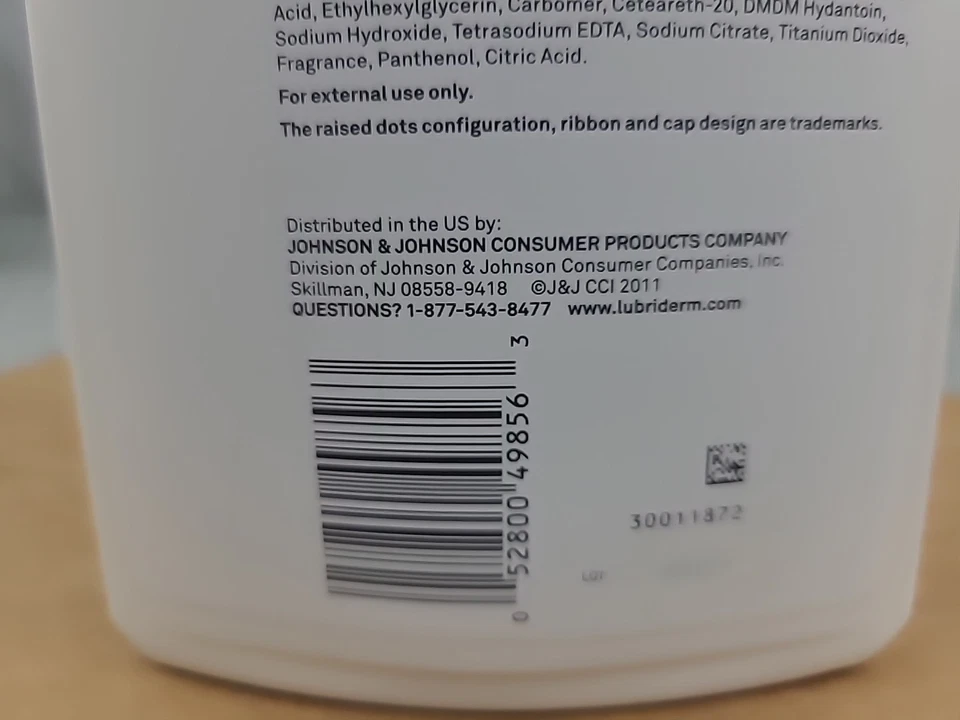 Acid, Ethylhexylglycerin, Carbomer, Ceteareth-20, DMDM Hydantoin,
Sodium Hydroxide, Tetrasodium EDTA, Sodium Citrate, Titanium Dioxide,
Fragrance, Panthenol, Citric Acid.
For external use only.
The raised dots configuration, ribbon and cap design are trademarks.
Distributed in the US by:
JOHNSON & JOHNSON CONSUMER PRODUCTS COMPANY
Division of Johnson & Johnson Consumer Companies, Inc.
Skillman, NJ 08558-9418 ©J&J CCI 2011
QUESTIONS? 1-877-543-8477 www.lubriderm.com
0 52800 49856 3
30011872
LOT